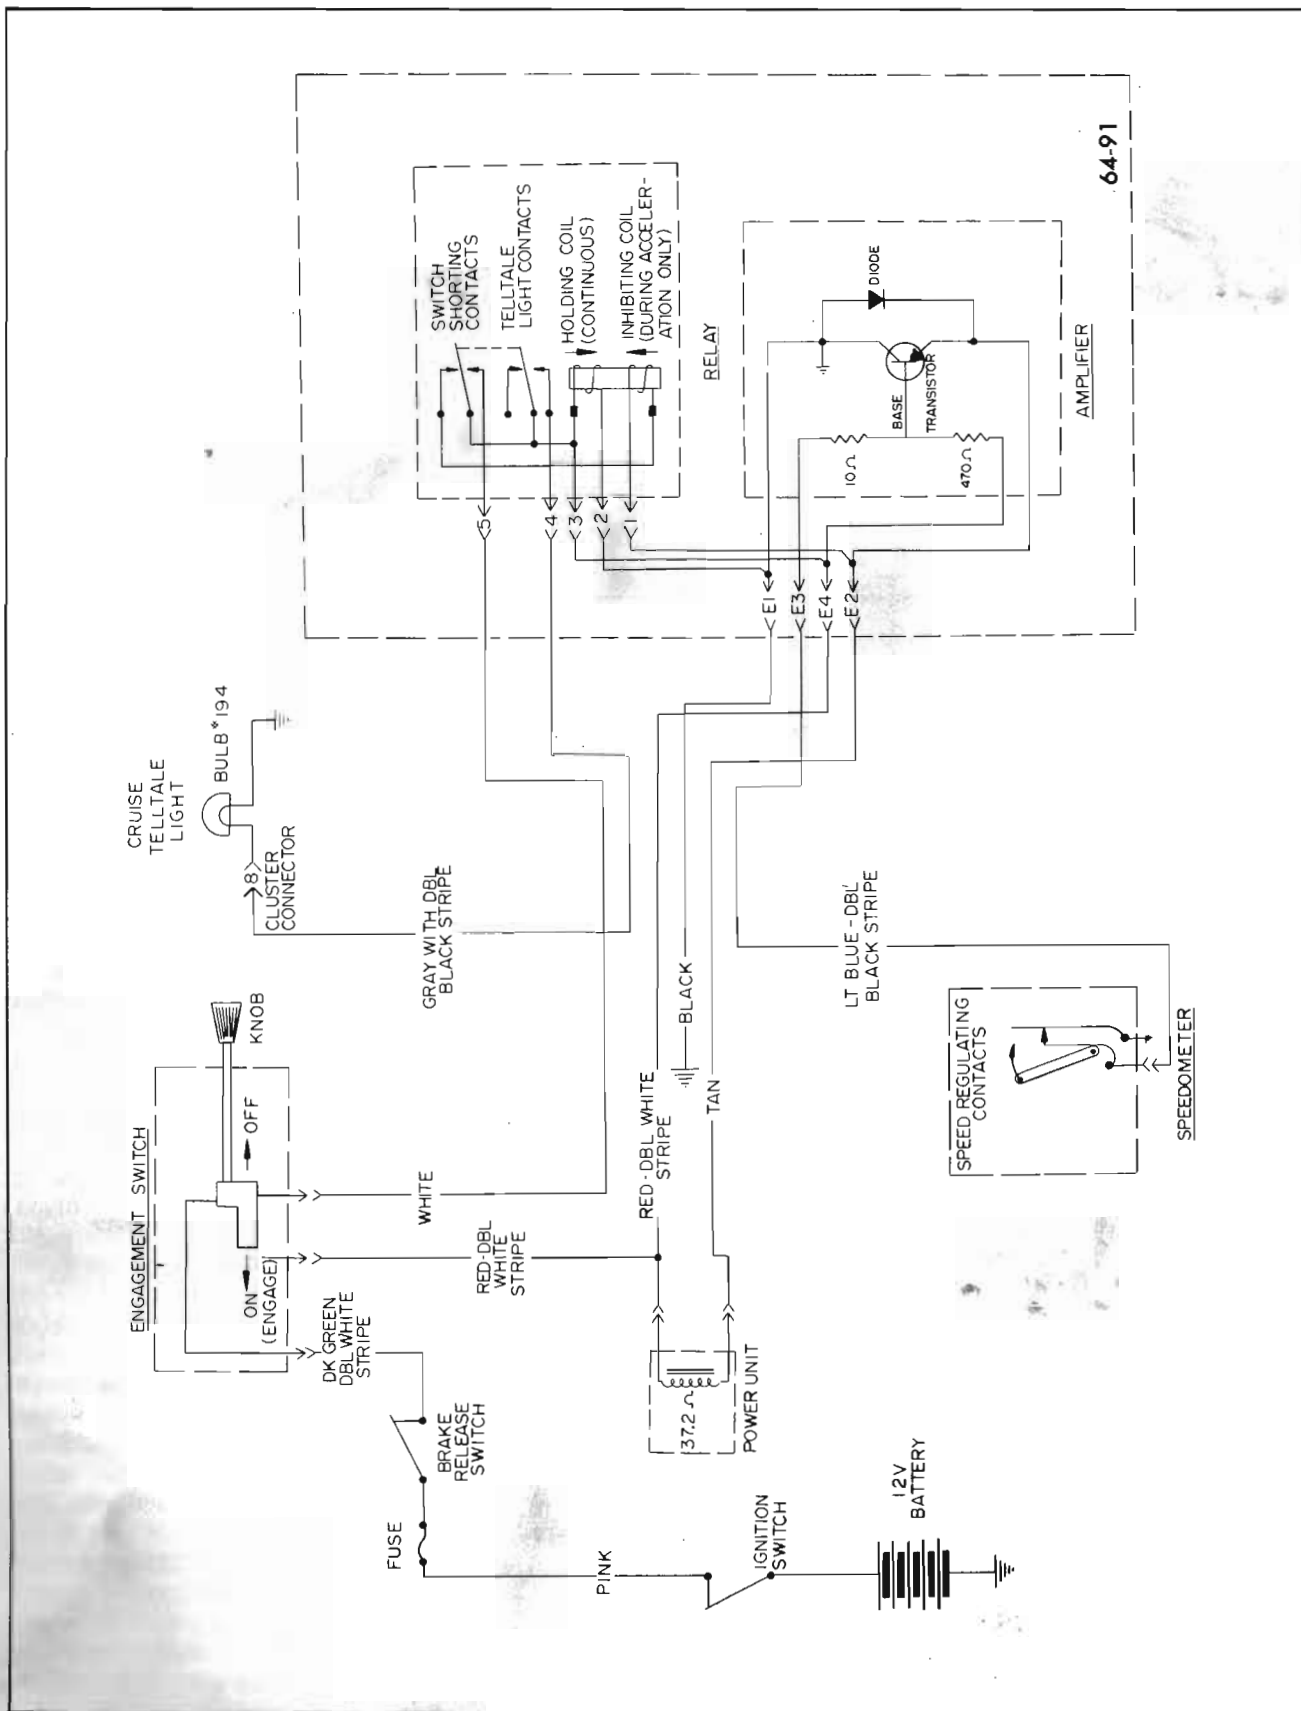 CRUISE
TELLTALE
LIGHT
BULB *194
8
CLUSTER
CONNECTOR
GRAY WITH DBL
BLACK STRIPE
SWITCH
SHORTING
CONTACTS
TELLTALE
LIGHT CONTACTS
HOLDING COIL
(CONTINUOUS)
INHIBITING COIL
(DURING ACCELER-
ATION ONLY)
RELAY
5
4
3
2
1
64-91
DIODE
BASE
TRANSISTOR
10Ω
470Ω
AMPLIFIER
E1
E3
E4
E2
ENGAGEMENT SWITCH
KNOB
OFF
ON
(ENGAGE)
WHITE
RED-DBL
WHITE
STRIPE
DK GREEN
DBL WHITE
STRIPE
BRAKE
RELEASE
SWITCH
FUSE
PINK
IGNITION
SWITCH
12V
BATTERY
RED-DBL WHITE
STRIPE
BLACK
TAN
37.2Ω
POWER UNIT
LT BLUE-DBL
BLACK STRIPE
SPEED REGULATING
CONTACTS
SPEEDOMETER